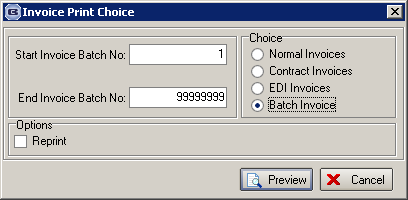 Invoice Print Choice
Start Invoice Batch No: 1
End Invoice Batch No: 99999999
Choice
Normal Invoices
Contract Invoices
EDI Invoices
Batch Invoice
Options
Reprint
Preview
Cancel